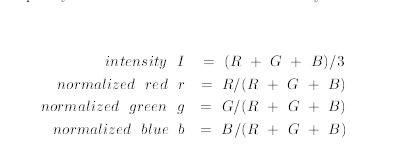 intensity I = (R + G + B)/3
normalized red r = R/(R + G + B)
normalized green g = G/(R + G + B)
normalized blue b = B/(R + G + B)